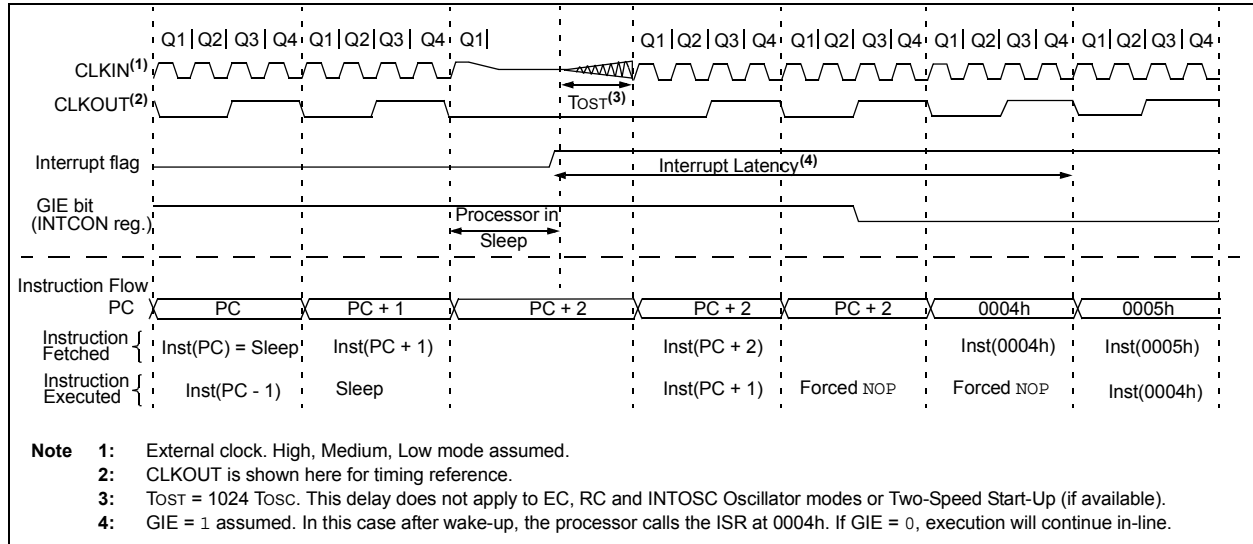 Q1| Q2| Q3| Q4| Q1| Q2| Q3| Q4| Q1| Q1| Q2| Q3| Q4| Q1| Q2| Q3| Q4| Q1| Q2| Q3| Q4| Q1| Q2| Q3| Q4|
CLKIN(1)
CLKOUT(2)
TOST(3)
Interrupt flag
Interrupt Latency(4)
GIE bit
(INTCON reg.)
Processor in
Sleep
Instruction Flow
PC PC PC + 1 PC + 2 PC + 2 PC + 2 0004h 0005h
Instruction
Fetched { Inst(PC) = Sleep Inst(PC + 1) Inst(PC + 2) Inst(0004h) Inst(0005h)
Instruction
Executed { Inst(PC - 1) Sleep Inst(PC + 1) Forced NOP Forced NOP Inst(0004h)
Note 1: External clock. High, Medium, Low mode assumed.
2: CLKOUT is shown here for timing reference.
3: TOST = 1024 TOSC. This delay does not apply to EC, RC and INTOSC Oscillator modes or Two-Speed Start-Up (if available).
4: GIE = 1 assumed. In this case after wake-up, the processor calls the ISR at 0004h. If GIE = 0, execution will continue in-line.